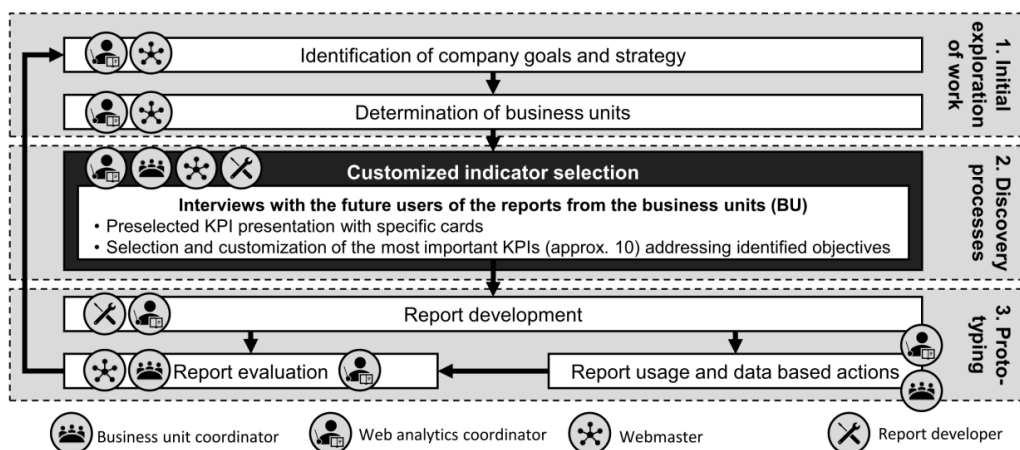 Identification of company goals and strategy
Determination of business units
1. Initial
exploration
of work
Customized indicator selection
Interviews with the future users of the reports from the business units (BU)
• Preselected KPI presentation with specific cards
• Selection and customization of the most important KPIs (approx. 10) addressing identified objectives
2. Discovery
processes
Report development
Report evaluation
Report usage and data based actions
3. Proto-
typing
Business unit coordinator
Web analytics coordinator
Webmaster
Report developer